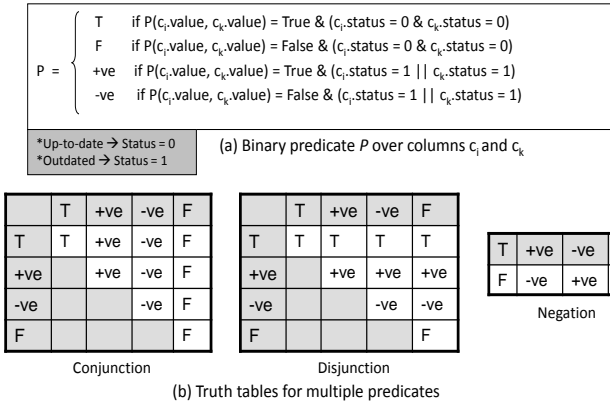 T if P(ci.value, ck.value) = True & (ci.status = 0 & ck.status = 0)
F if P(ci.value, ck.value) = False & (ci.status = 0 & ck.status = 0)
P =
+ve if P(ci.value, ck.value) = True & (ci.status = 1 || ck.status = 1)
-ve if P(ci.value, ck.value) = False & (ci.status = 1 || ck.status = 1)
*Up-to-date → Status = 0
*Outdated → Status = 1
(a) Binary predicate P over columns ci and ck
T +ve -ve F
T T +ve -ve F
+ve +ve -ve F
-ve -ve F
F F
Conjunction
T +ve -ve F
T T T T T
+ve +ve +ve +ve
-ve -ve -ve
F F
Disjunction
T +ve -ve
F -ve +ve
Negation
(b) Truth tables for multiple predicates